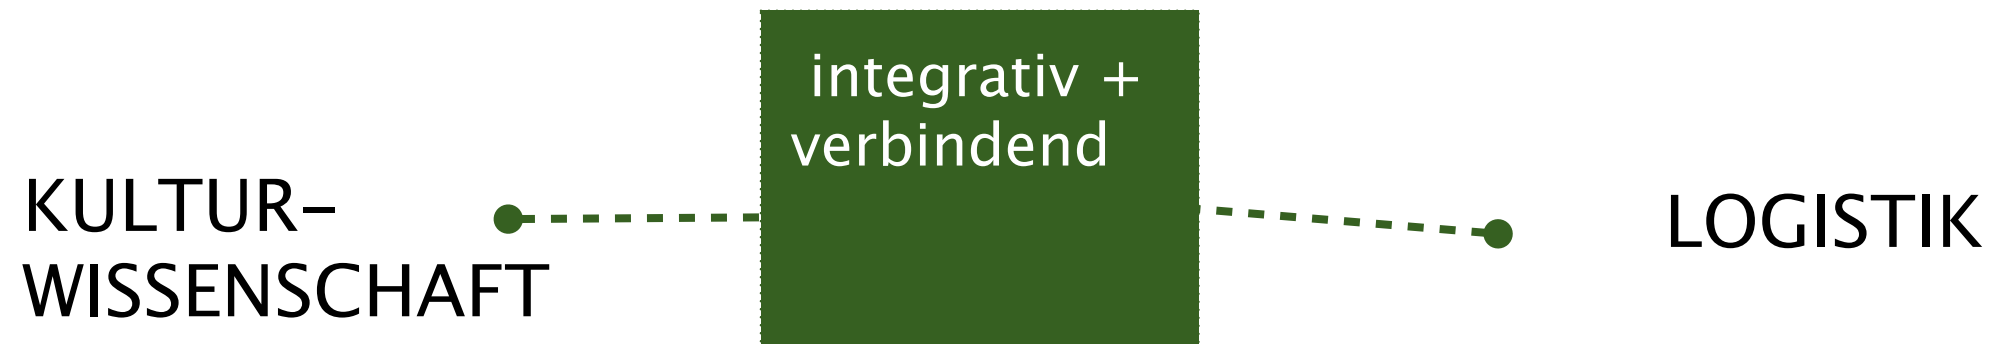 KULTUR-
WISSENSCHAFT
integrativ +
verbindend
LOGISTIK